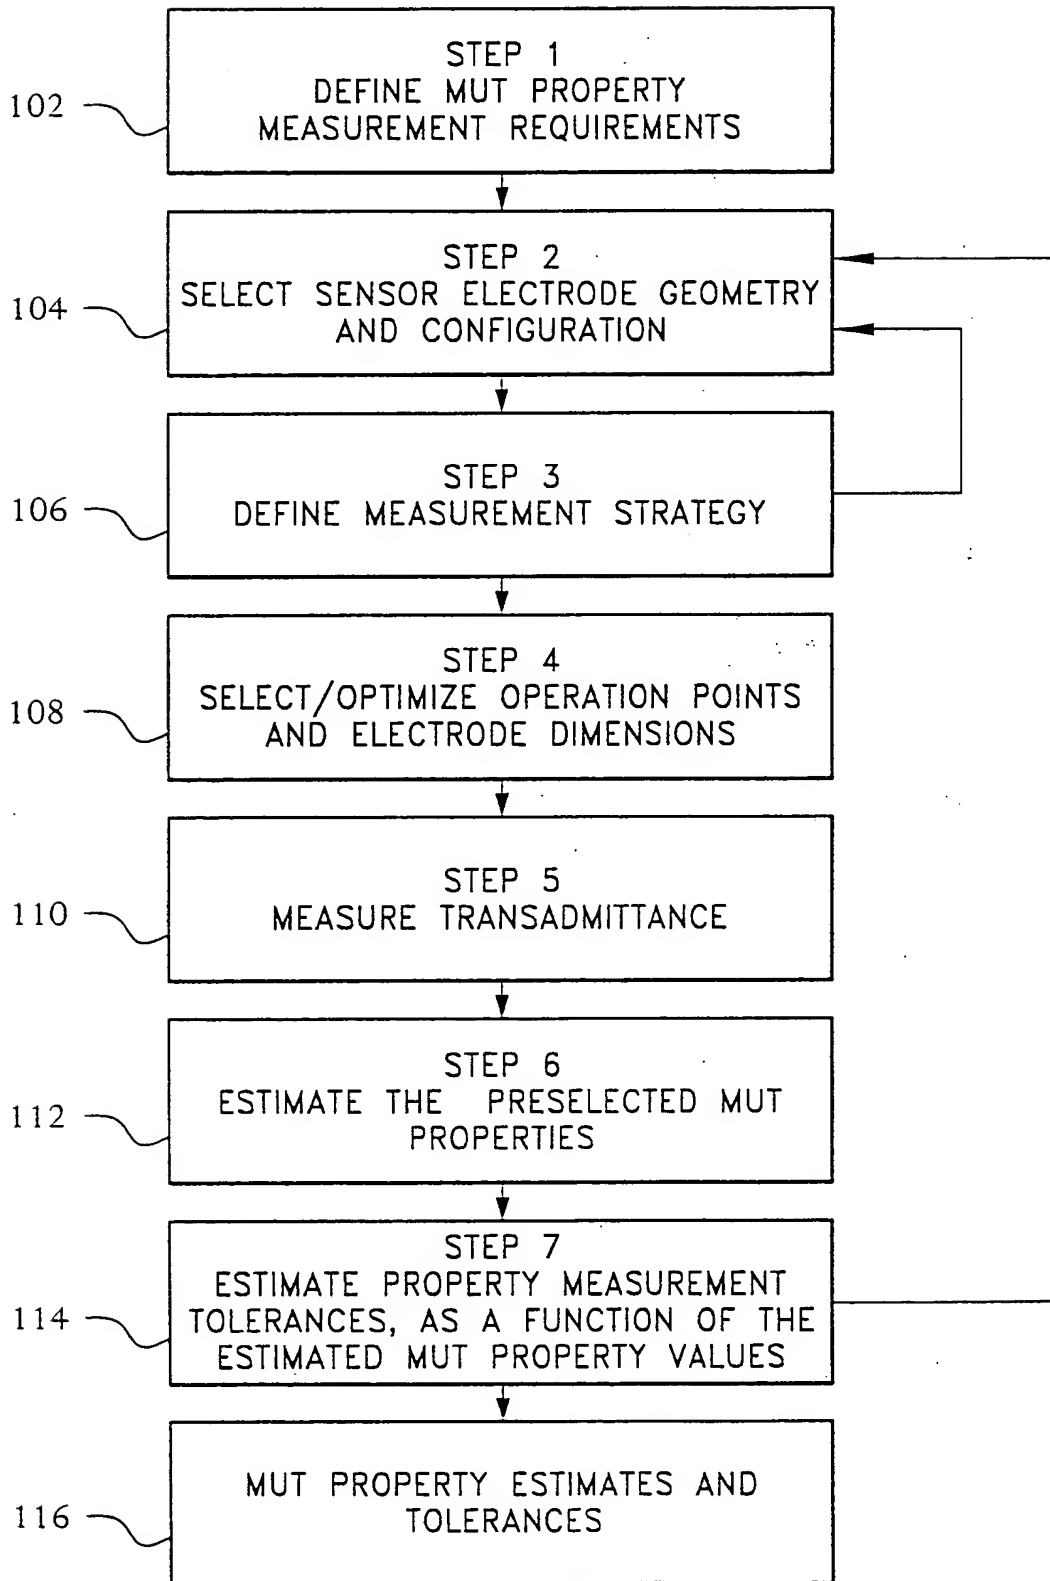 STEP 1
DEFINE MUT PROPERTY
MEASUREMENT REQUIREMENTS
102
STEP 2
SELECT SENSOR ELECTRODE GEOMETRY
AND CONFIGURATION
104
STEP 3
DEFINE MEASUREMENT STRATEGY
106
STEP 4
SELECT/OPTIMIZE OPERATION POINTS
AND ELECTRODE DIMENSIONS
108
STEP 5
MEASURE TRANSADMITTANCE
110
STEP 6
ESTIMATE THE PRESELECTED MUT
PROPERTIES
112
STEP 7
ESTIMATE PROPERTY MEASUREMENT
TOLERANCES, AS A FUNCTION OF THE
ESTIMATED MUT PROPERTY VALUES
114
MUT PROPERTY ESTIMATES AND
TOLERANCES
116